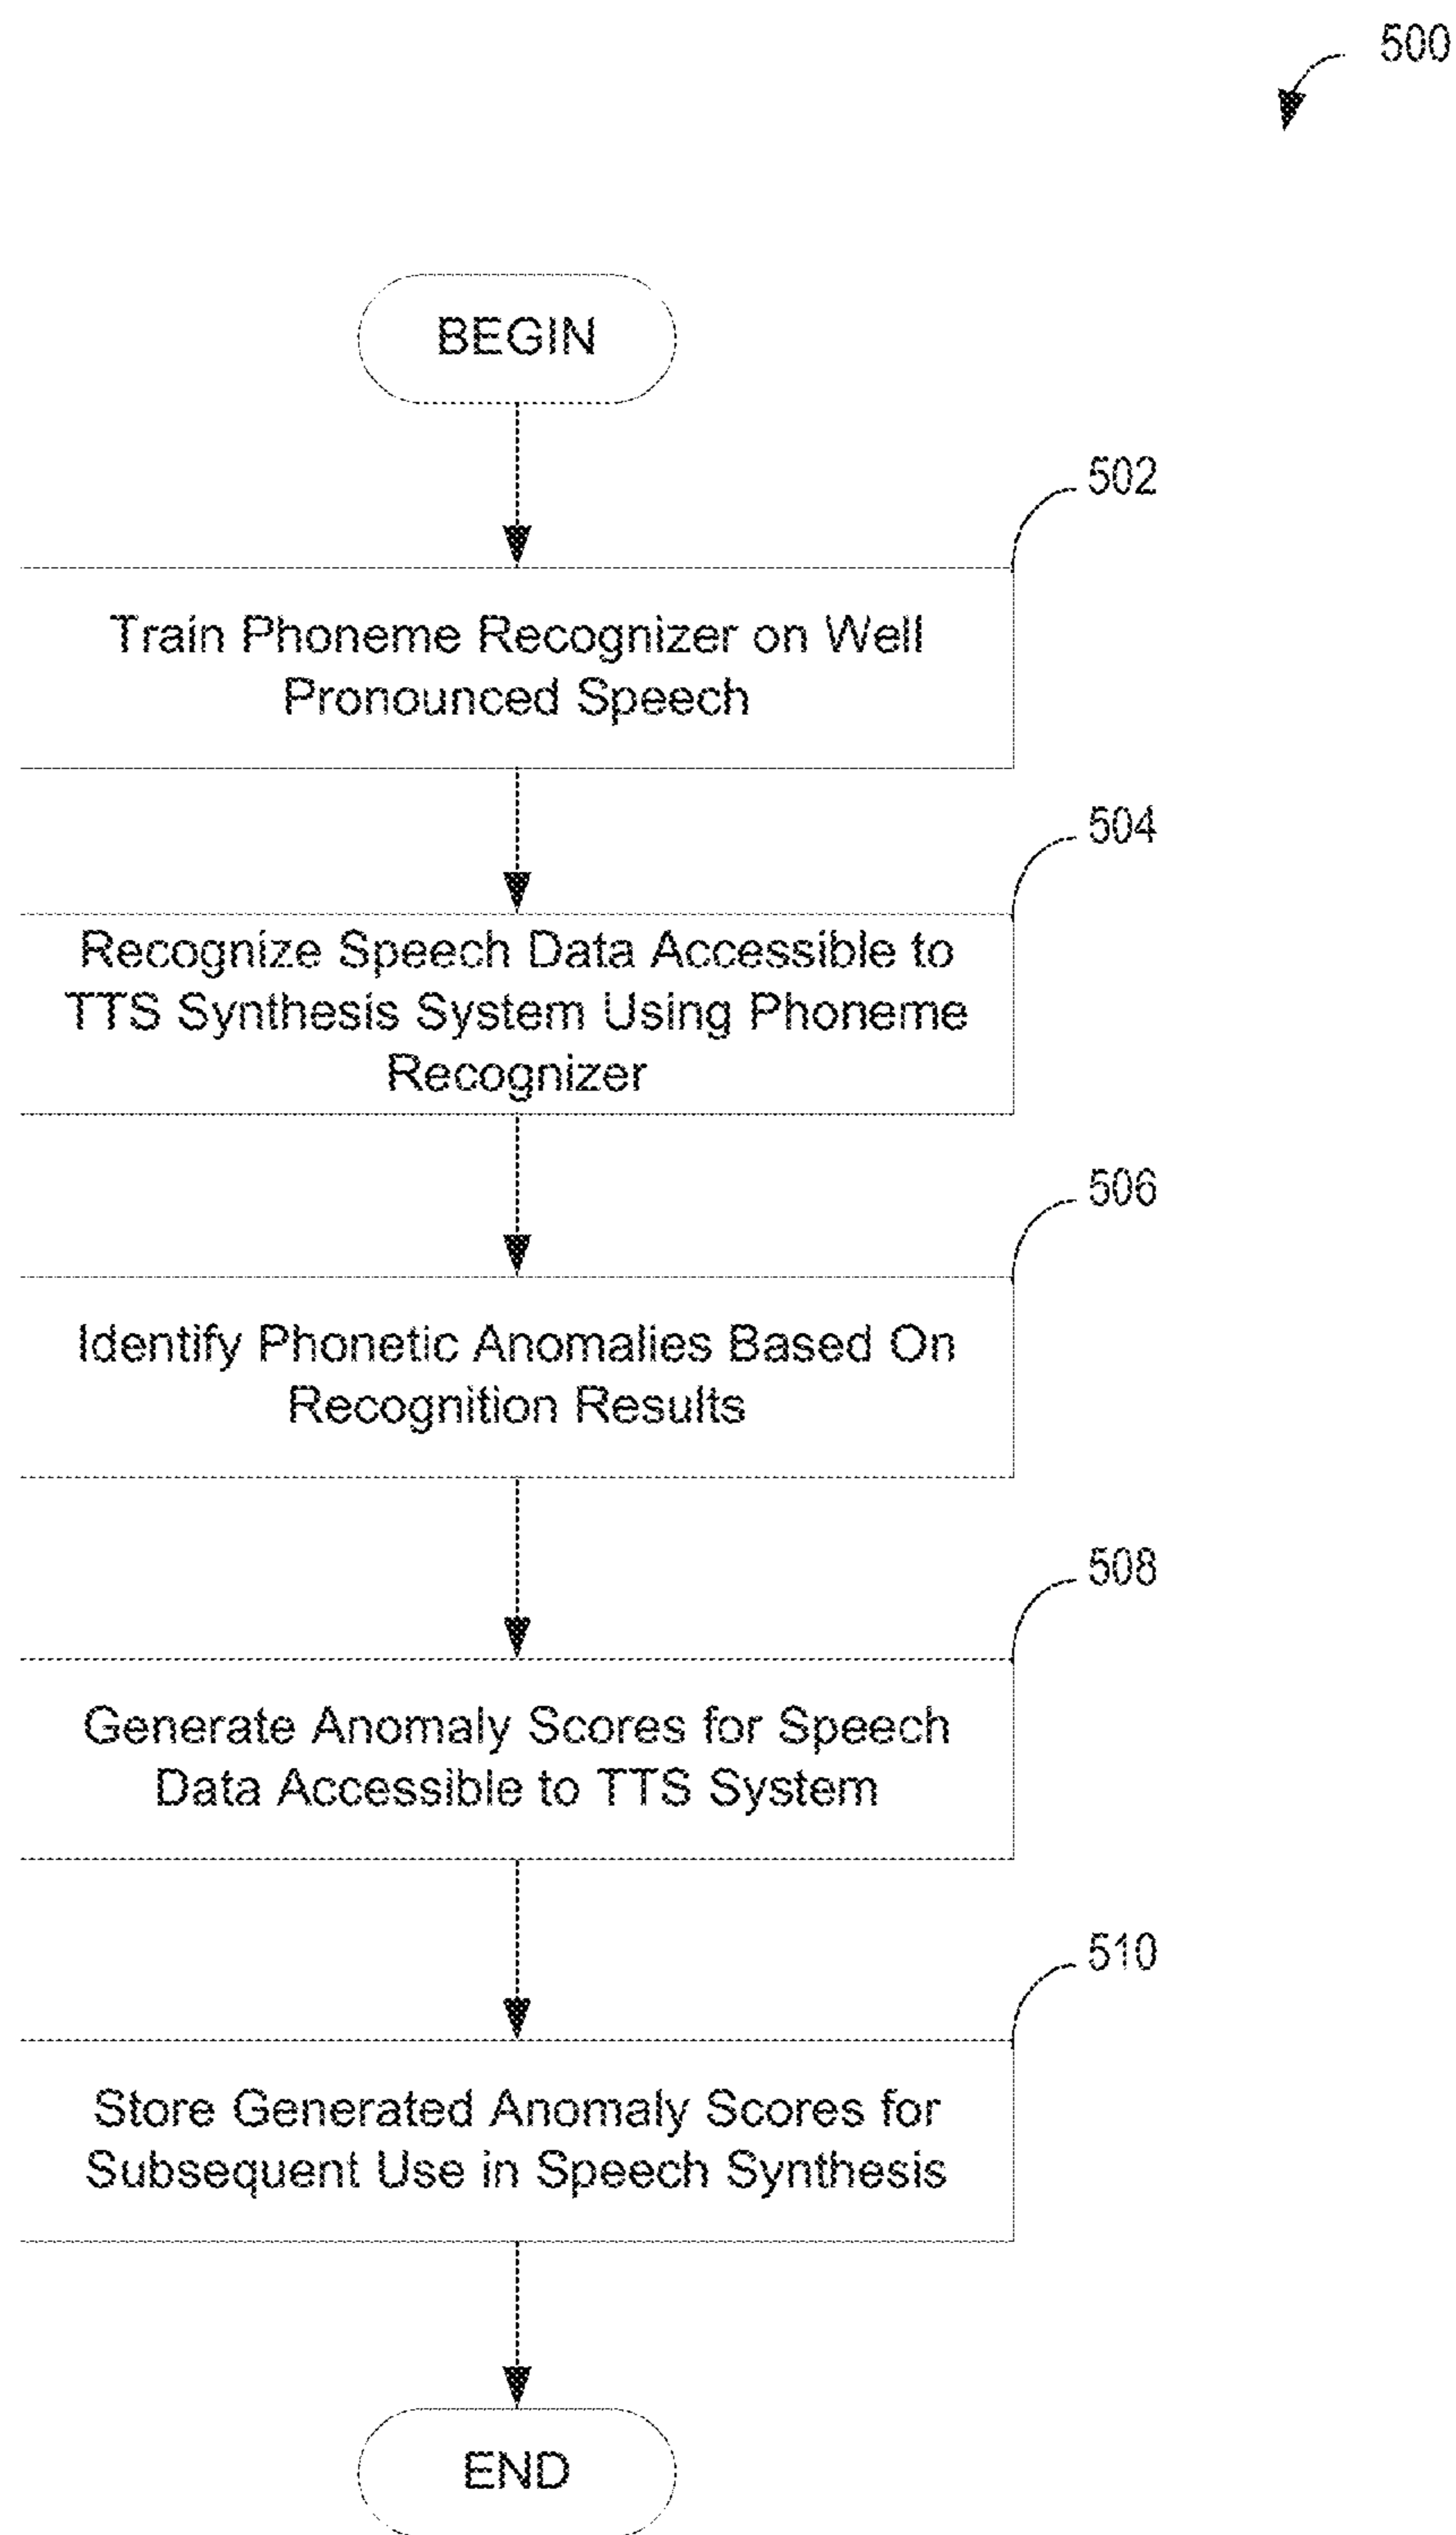 500
BEGIN
502
Train Phoneme Recognizer on Well
Pronounced Speech
504
Recognize Speech Data Accessible to
TTS Synthesis System Using Phoneme
Recognizer
506
Identify Phonetic Anomalies Based On
Recognition Results
508
Generate Anomaly Scores for Speech
Data Accessible to TTS System
510
Store Generated Anomaly Scores for
Subsequent Use in Speech Synthesis
END